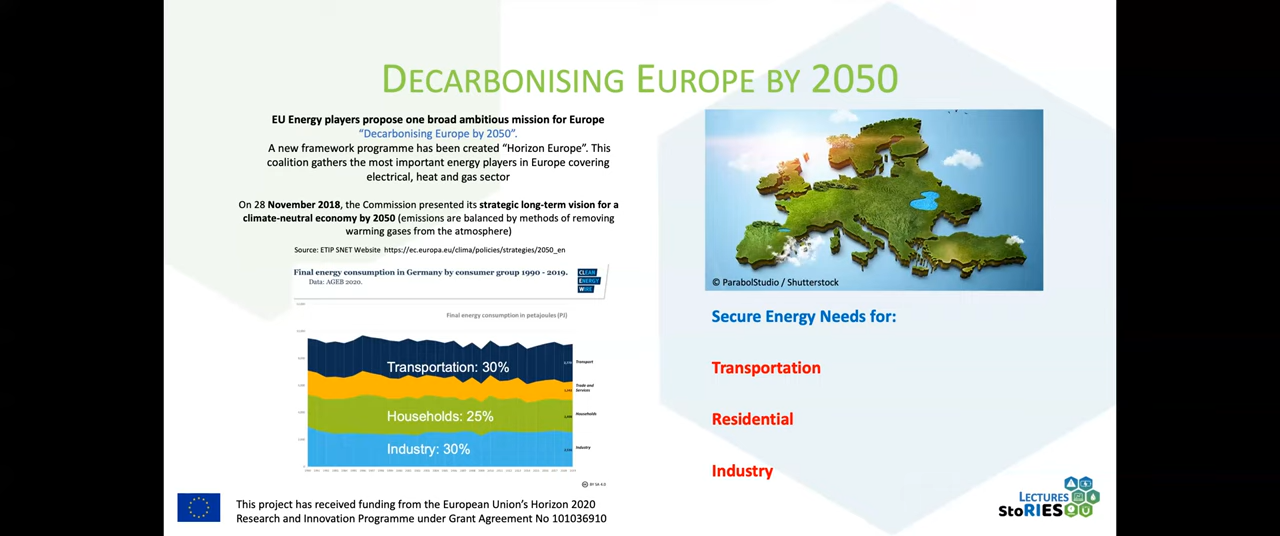 DECARBONISING EUROPE BY 2050
EU Energy players propose one broad ambitious mission for Europe
“Decarbonising Europe by 2050”.
A new framework programme has been created “Horizon Europe”. This
coalition gathers the most important energy players in Europe covering
electrical, heat and gas sector
On 28 November 2018, the Commission presented its strategic long-term vision for a
climate-neutral economy by 2050 (emissions are balanced by methods of removing
warming gases from the atmosphere)
Source: ETIP SNET Website https://ec.europa.eu/clima/policies/strategies/2050_en
Final energy consumption in Germany by consumer group 1990 - 2019.
Data: AGEB 2020.
CLEAN
ENERGY
WIRE
Final energy consumption in petajoules (PJ)
Transportation: 30%
Transport
Trade and
Services
Households: 25%
Households
Industry: 30%
Industry
BY SA 4.0
© ParabolStudio / Shutterstock
Secure Energy Needs for:
Transportation
Residential
Industry
This project has received funding from the European Union’s Horizon 2020
Research and Innovation Programme under Grant Agreement No 101036910
LECTURES
StoRIES